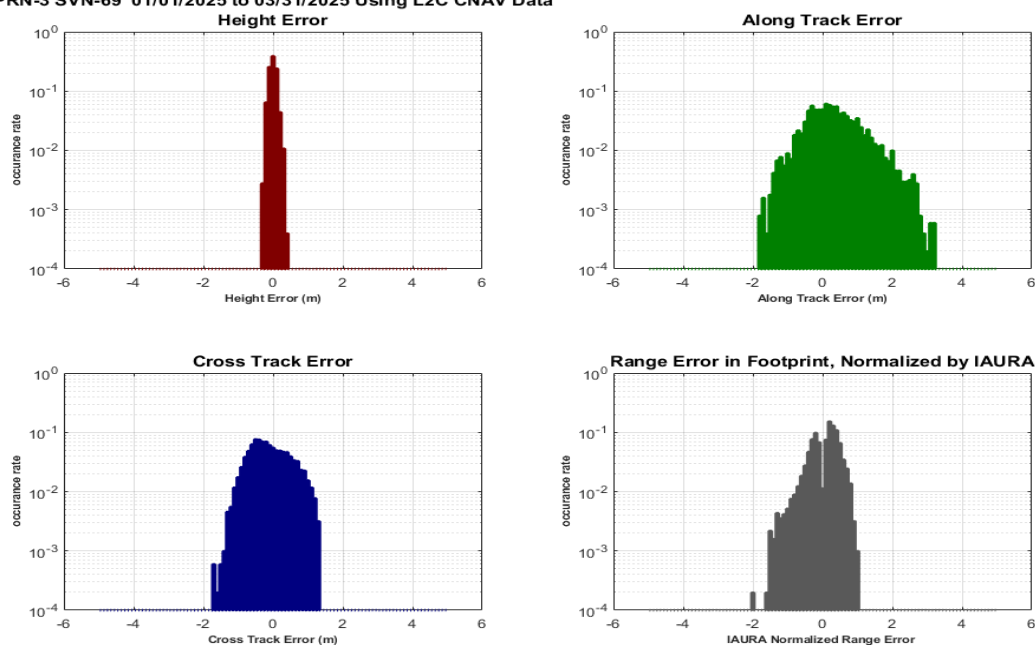 PRN-3 SVN-69 01/01/2025 to 03/31/2025 Using L2C CNAV Data
Height Error
10^0
10^-1
10^-2
10^-3
10^-4
occurance rate
-6 -4 -2 0 2 4 6
Height Error (m)
Along Track Error
10^0
10^-1
10^-2
10^-3
10^-4
occurance rate
-6 -4 -2 0 2 4 6
Along Track Error (m)
Cross Track Error
10^0
10^-1
10^-2
10^-3
10^-4
occurance rate
-6 -4 -2 0 2 4 6
Cross Track Error (m)
Range Error in Footprint, Normalized by IAURA
10^0
10^-1
10^-2
10^-3
10^-4
occurance rate
-6 -4 -2 0 2 4 6
IAURA Normalized Range Error